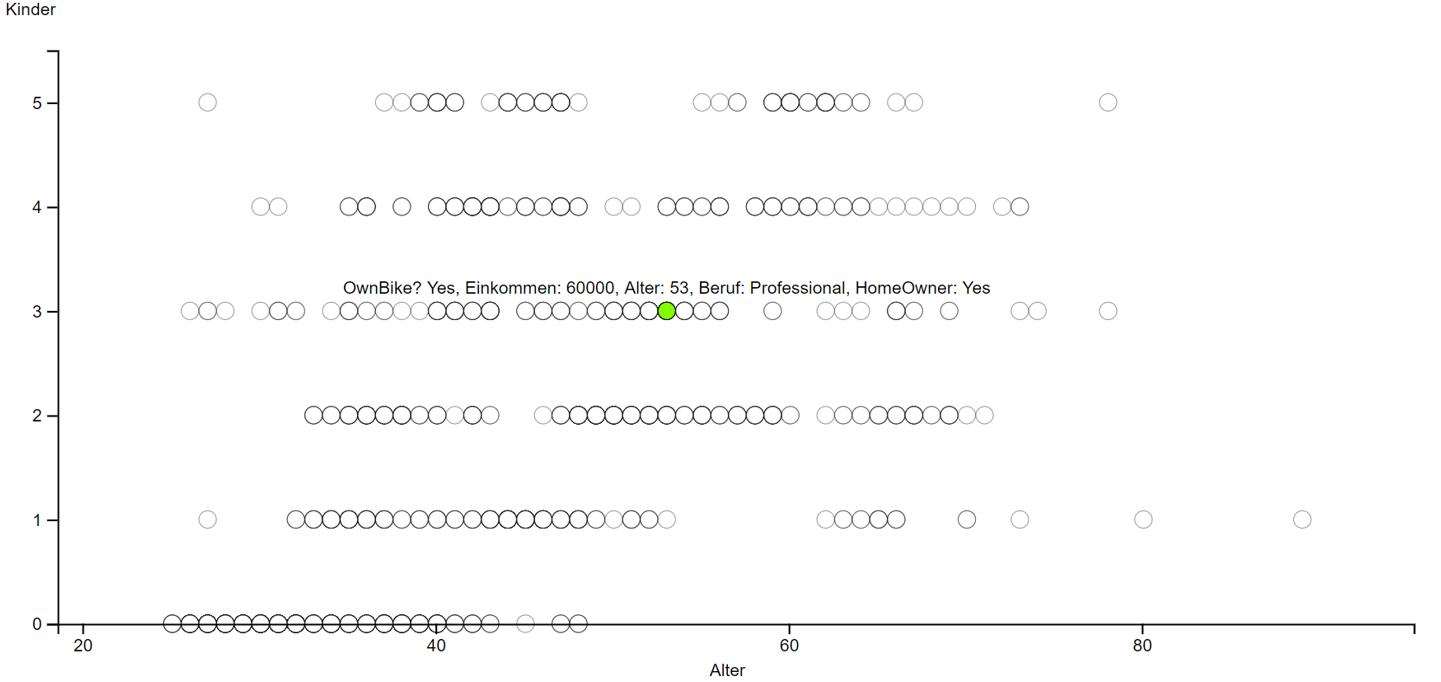 Kinder
5
4
OwnBike? Yes, Einkommen: 60000, Alter: 53, Beruf: Professional, HomeOwner: Yes
3
2
1
0
20 40 60 80
Alter